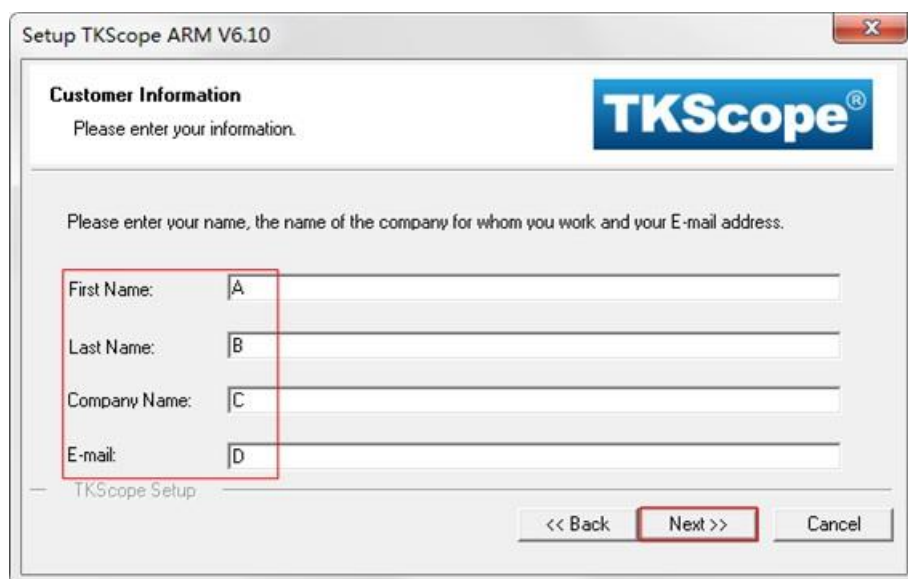 Setup TKScope ARM V6.10
Customer Information
Please enter your information.
TKScope®
Please enter your name, the name of the company for whom you work and your E-mail address.
First Name: A
Last Name: B
Company Name: C
E-mail: D
TKScope Setup
<< Back Next >> Cancel